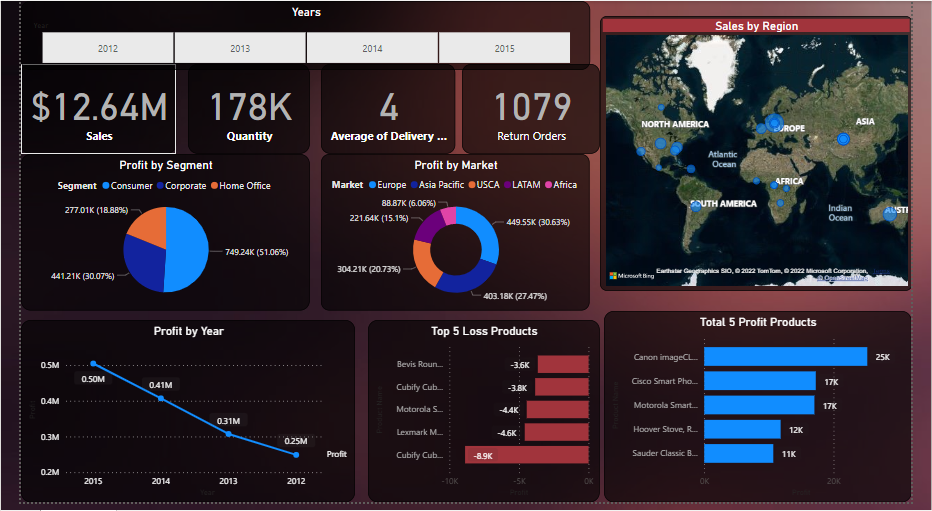 Years
Year
2012 2013 2014 2015
$12.64M
Sales
178K
Quantity
4
Average of Delivery ...
1079
Return Orders
Sales by Region
NORTH AMERICA
EUROPE
ASIA
Atlantic
Ocean
AFRICA
SOUTH AMERICA
Indian
Ocean
AUSTI
Microsoft Bing
Earthstar Geographics SIO, © 2022 TomTom, © 2022 Microsoft Corporation,
Profit by Segment
Segment Consumer Corporate Home Office
277.01K (18.88%)
749.24K (51.06%)
441.21K (30.07%)
Profit by Market
Market Europe Asia Pacific USCA LATAM Africa
88.87K (6.06%)
221.64K (15.1%)
449.55K (30.63%)
304.21K (20.73%)
403.18K (27.47%)
Profit by Year
0.5M
0.4M
0.3M
0.2M
0.50M
0.41M
0.31M
0.25M
Profit
2015 2014 2013 2012
Year
Profit
Top 5 Loss Products
Bevis Roun... -3.6K
Cubify Cub... -3.8K
Motorola S... -4.4K
Lexmark M... -4.6K
Cubify Cub... -8.9K
-10K -5K 0K
Profit
Total 5 Profit Products
Canon imageCL... 25K
Cisco Smart Pho... 17K
Motorola Smart... 17K
Hoover Stove, R... 12K
Sauder Classic B... 11K
0K 20K
Profit